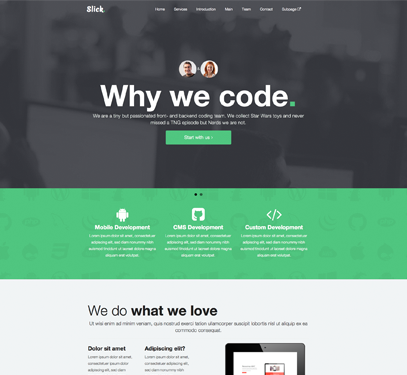 Slick
Home Services Introduction Main Team Contact Subpage
Why we code.
We are a tiny but passionated front- and backend coding team. We collect Star Wars toys and never
missed a TNG episode but Nerds we are not.
Start with us ›
Mobile Development CMS Development Custom Development
Lorem ipsum dolor sit amet, consectetuer Lorem ipsum dolor sit amet, consectetuer Lorem ipsum dolor sit amet, consectetuer
adipiscing elit, sed diam nonummy nibh adipiscing elit, sed diam nonummy nibh adipiscing elit, sed diam nonummy nibh
euismod tincidunt ut laoreet dolore magna euismod tincidunt ut laoreet dolore magna euismod tincidunt ut laoreet dolore magna
aliquam erat volutpat. aliquam erat volutpat. aliquam erat volutpat.
We do what we love
Ut wisi enim ad minim veniam, quis nostrud exerci tation ullamcorper suscipit lobortis nisl ut aliquip ex ea
commodo consequat.
Dolor sit amet Adipiscing elit?
Lorem ipsum dolor sit Lorem ipsum dolor sit
amet, consectetuer amet, consectetuer
adipiscing elit, sed diam adipiscing elit, sed diam